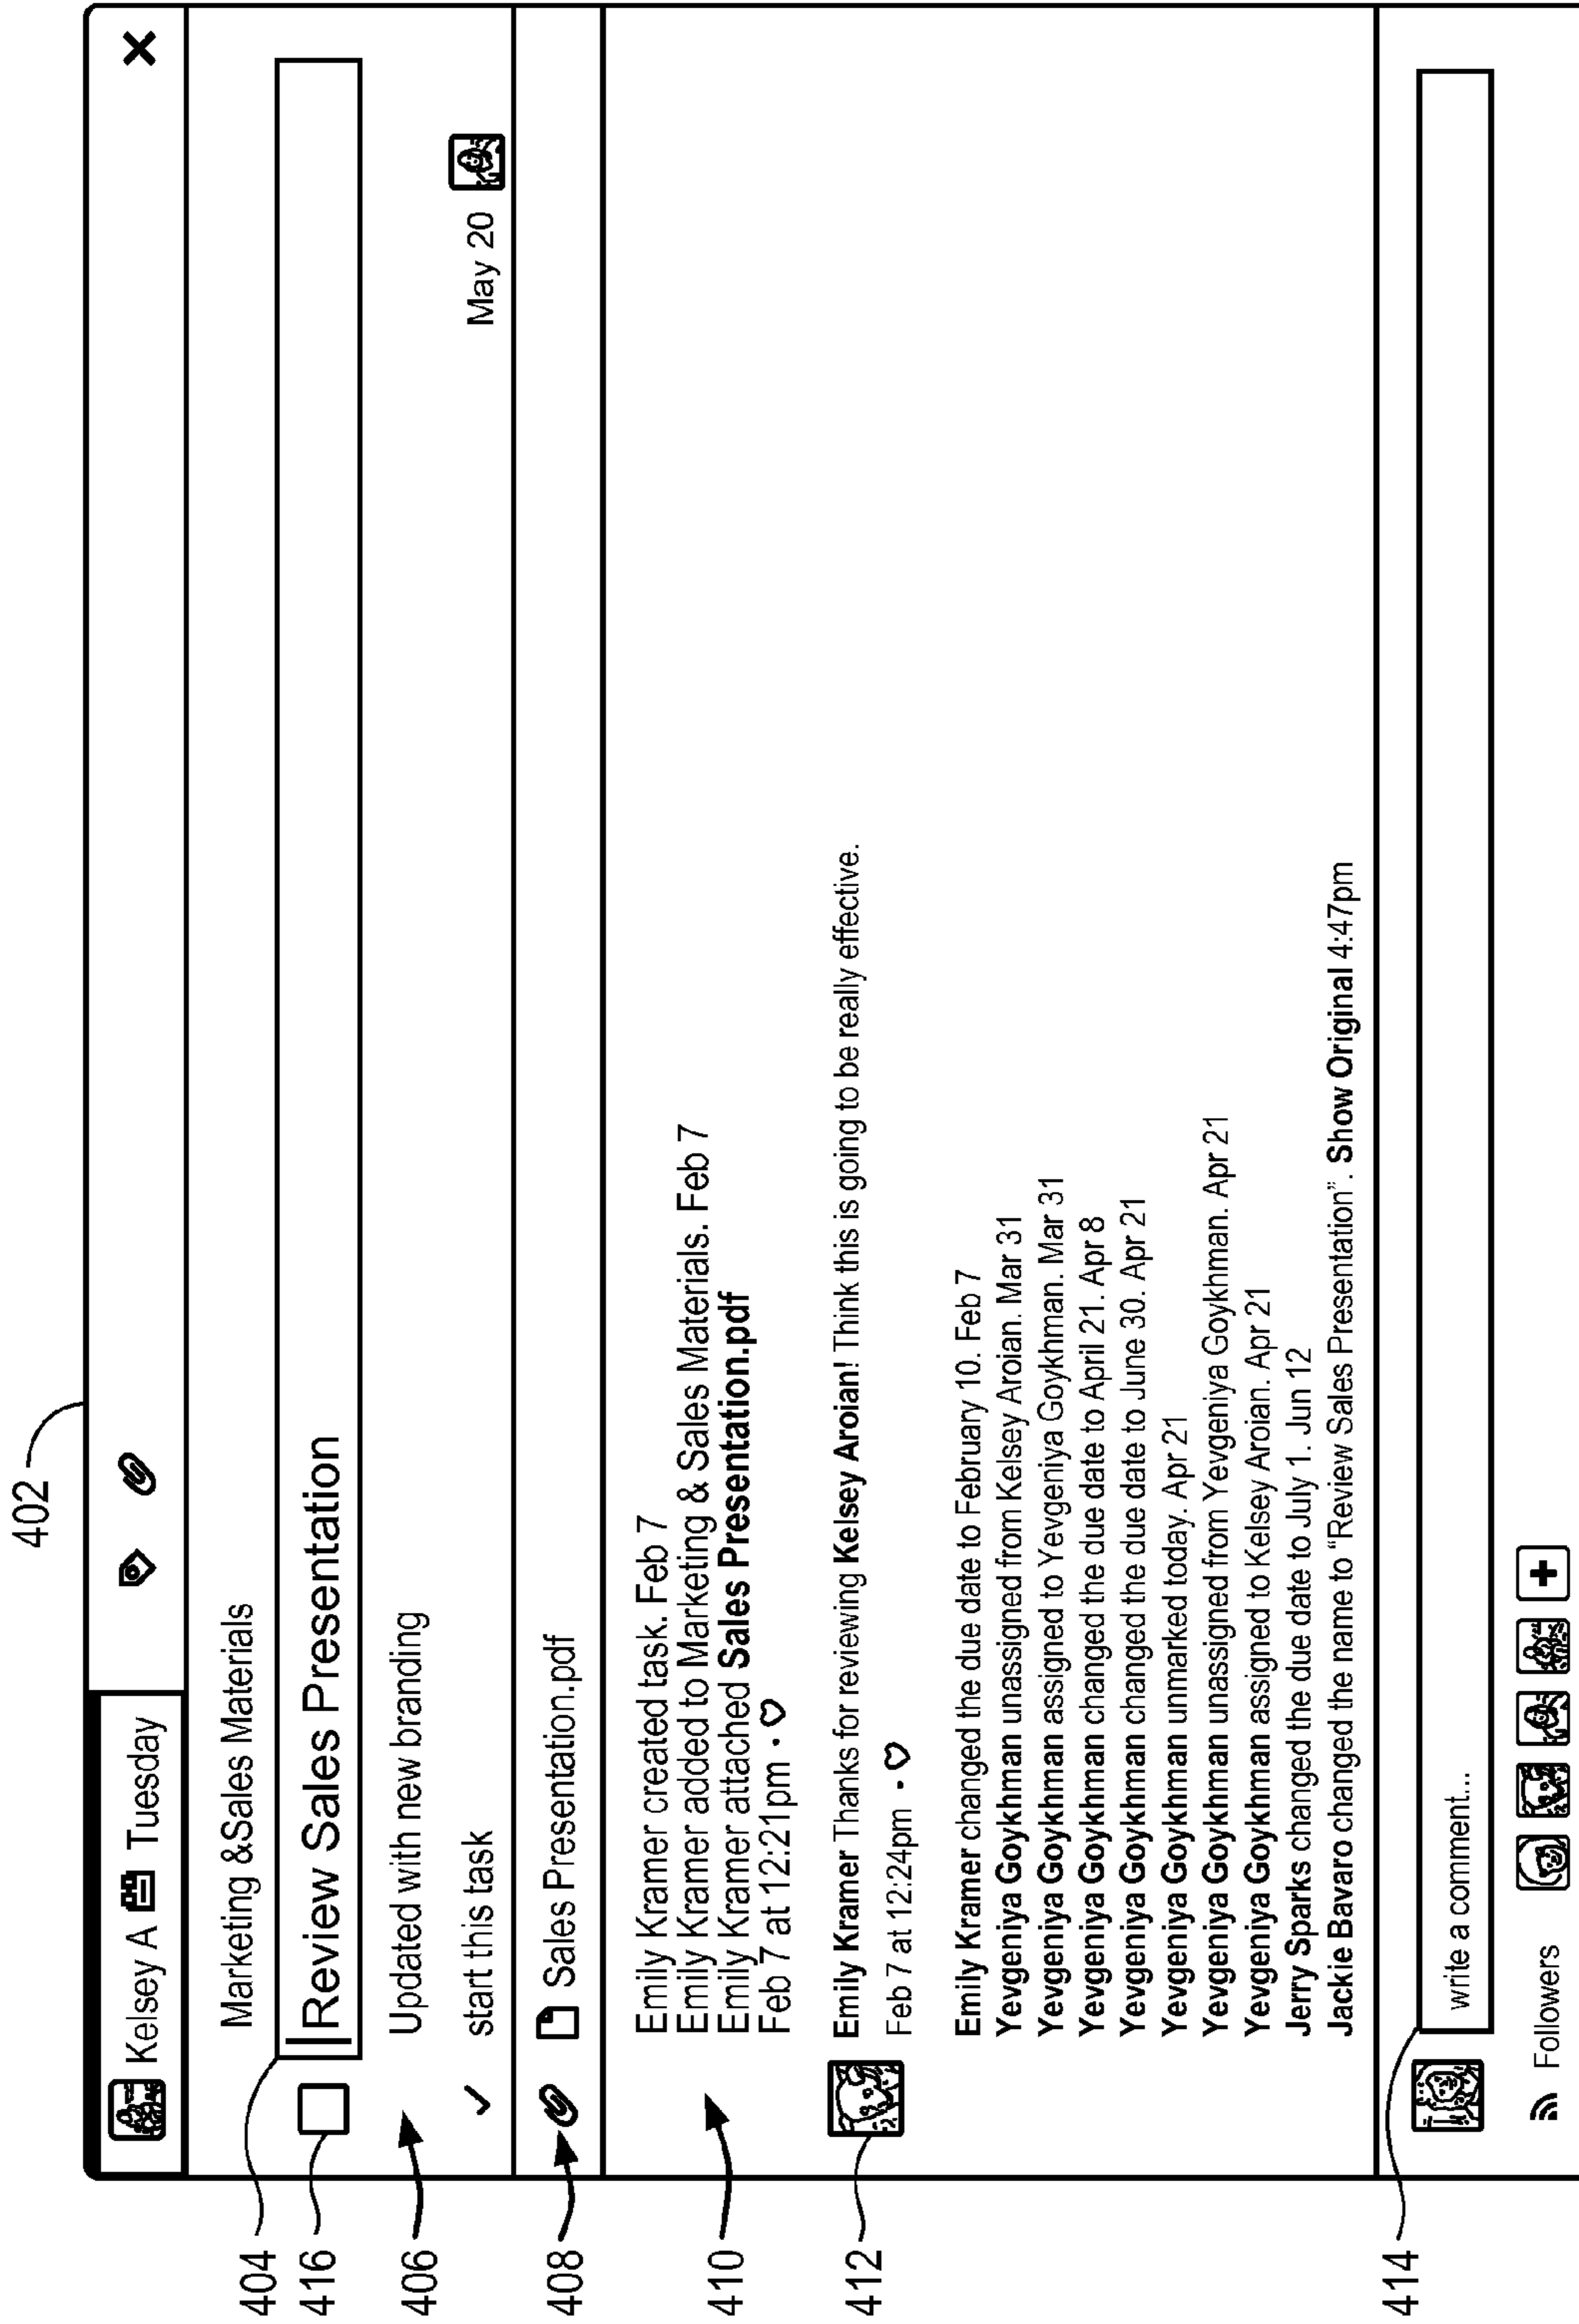 402
Kelsey A Tuesday
Marketing &Sales Materials
404
Review Sales Presentation
416
Updated with new branding
406
start this task
May 20
Sales Presentation.pdf
408
Emily Kramer created task. Feb 7
Emily Kramer added to Marketing & Sales Materials. Feb 7
Emily Kramer attached Sales Presentation.pdf
Feb 7 at 12:21pm •
410
Emily Kramer Thanks for reviewing Kelsey Aroian! Think this is going to be really effective.
Feb 7 at 12:24pm •
412
Emily Kramer changed the due date to February 10. Feb 7
Yevgeniya Goykhman unassigned from Kelsey Aroian. Mar 31
Yevgeniya Goykhman assigned to Yevgeniya Goykhman. Mar 31
Yevgeniya Goykhman changed the due date to April 21. Apr 8
Yevgeniya Goykhman changed the due date to June 30. Apr 21
Yevgeniya Goykhman unmarked today. Apr 21
Yevgeniya Goykhman unassigned from Yevgeniya Goykhman. Apr 21
Yevgeniya Goykhman assigned to Kelsey Aroian. Apr 21
Jerry Sparks changed the due date to July 1. Jun 12
Jackie Bavaro changed the name to “Review Sales Presentation”. Show Original 4:47pm
414
write a comment...
Followers